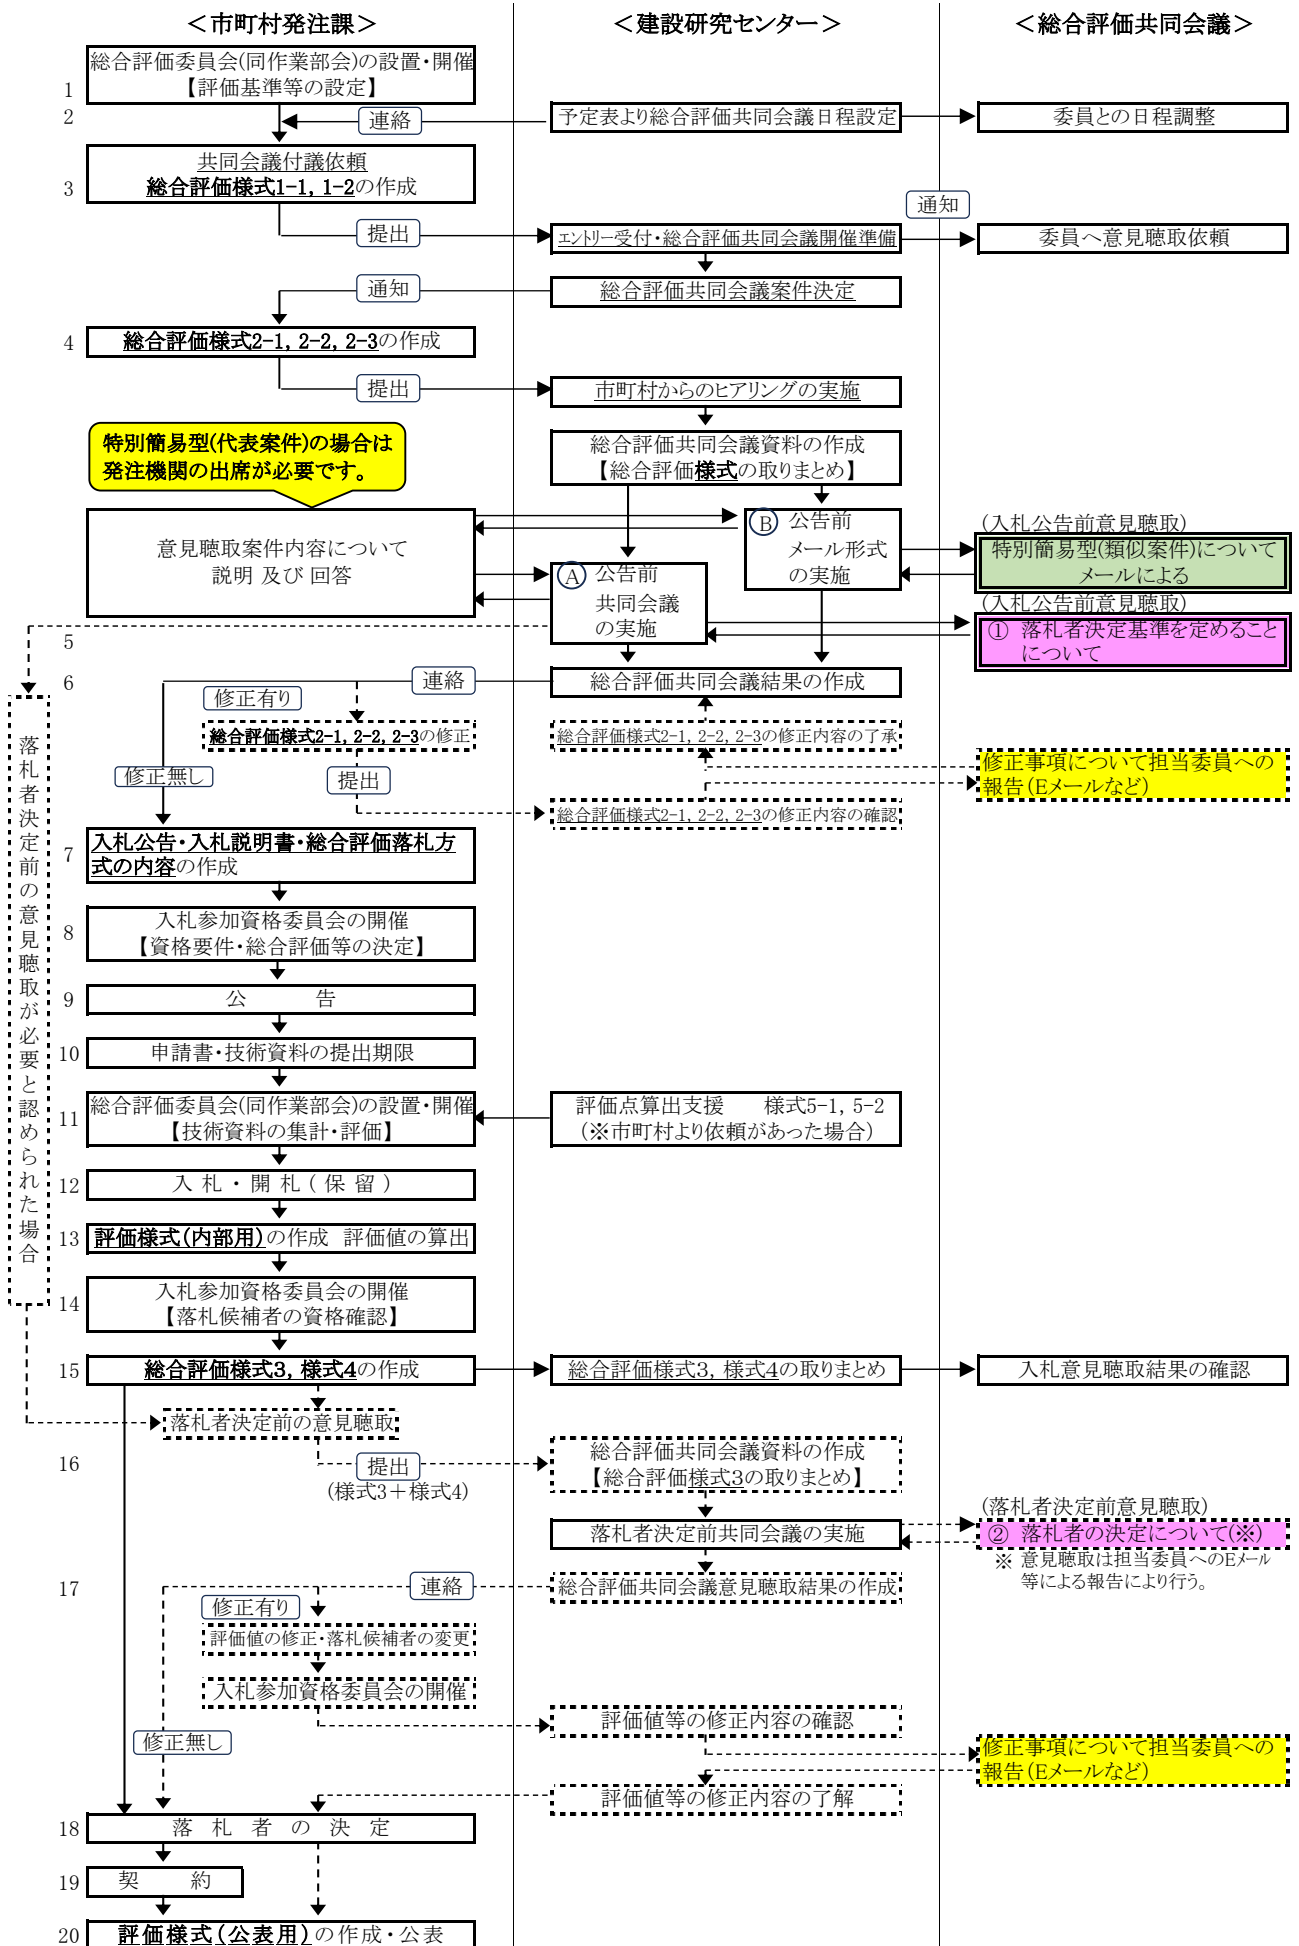 ＜市町村発注課＞
＜建設研究センター＞
＜総合評価共同会議＞
総合評価委員会(同作業部会)の設置・開催
1 【評価基準等の設定】
2 連絡 予定表より総合評価共同会議日程設定 委員との日程調整
共同会議付議依頼
3 総合評価様式1-1, 1-2の作成
通知
提出 エントリー受付・総合評価共同会議開催準備 委員へ意見聴取依頼
通知 総合評価共同会議案件決定
4 総合評価様式2-1, 2-2, 2-3の作成
提出 市町村からのヒアリングの実施
特別簡易型(代表案件)の場合は
発注機関の出席が必要です。
総合評価共同会議資料の作成
【総合評価様式の取りまとめ】
意見聴取案件内容について
説明 及び 回答
Ⓑ 公告前
メール形式
の実施
(入札公告前意見聴取)
特別簡易型(類似案件)について
メールによる
Ⓐ 公告前
共同会議
の実施
(入札公告前意見聴取)
① 落札者決定基準を定めること
について
5
6 連絡 総合評価共同会議結果の作成
修正有り
総合評価様式2-1, 2-2, 2-3の修正 総合評価様式2-1, 2-2, 2-3の修正内容の了承
修正無し 提出
修正事項について担当委員への
報告(Eメールなど)
総合評価様式2-1, 2-2, 2-3の修正内容の確認
落札者決定前の意見聴取が必要と認められた場合
入札公告・入札説明書・総合評価落札方
7 式の内容の作成
入札参加資格委員会の開催
8 【資格要件・総合評価等の決定】
9 公 告
10 申請書・技術資料の提出期限
総合評価委員会(同作業部会)の設置・開催
11 【技術資料の集計・評価】
評価点算出支援 様式5-1, 5-2
(※市町村より依頼があった場合)
12 入 札 ・ 開 札 ( 保 留 )
13 評価様式(内部用)の作成 評価値の算出
入札参加資格委員会の開催
14 【落札候補者の資格確認】
15 総合評価様式3, 様式4の作成 総合評価様式3, 様式4の取りまとめ 入札意見聴取結果の確認
落札者決定前の意見聴取
16 提出
(様式3＋様式4)
総合評価共同会議資料の作成
【総合評価様式3の取りまとめ】
落札者決定前共同会議の実施
(落札者決定前意見聴取)
② 落札者の決定について(※)
※ 意見聴取は担当委員へのEメール
等による報告により行う。
17 連絡 総合評価共同会議意見聴取結果の作成
修正有り
評価値の修正・落札候補者の変更
入札参加資格委員会の開催
評価値等の修正内容の確認
修正無し
修正事項について担当委員への
報告(Eメールなど)
評価値等の修正内容の了解
18 落 札 者 の 決 定
19 契 約
20 評価様式(公表用)の作成・公表